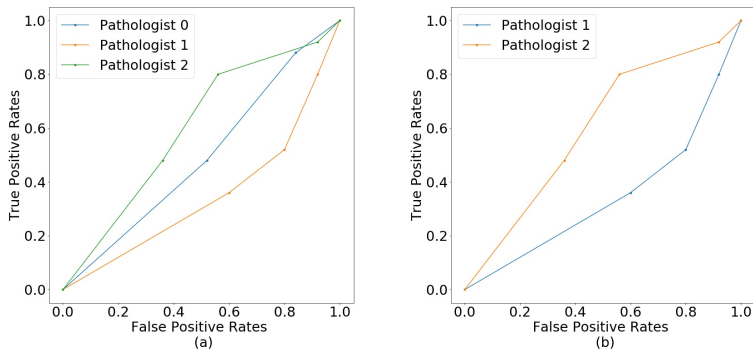 Pathologist 0
Pathologist 1
Pathologist 2
True Positive Rates
1.0
0.8
0.6
0.4
0.2
0.0
0.0 0.2 0.4 0.6 0.8 1.0
False Positive Rates
(a)
Pathologist 1
Pathologist 2
True Positive Rates
1.0
0.8
0.6
0.4
0.2
0.0
0.0 0.2 0.4 0.6 0.8 1.0
False Positive Rates
(b)